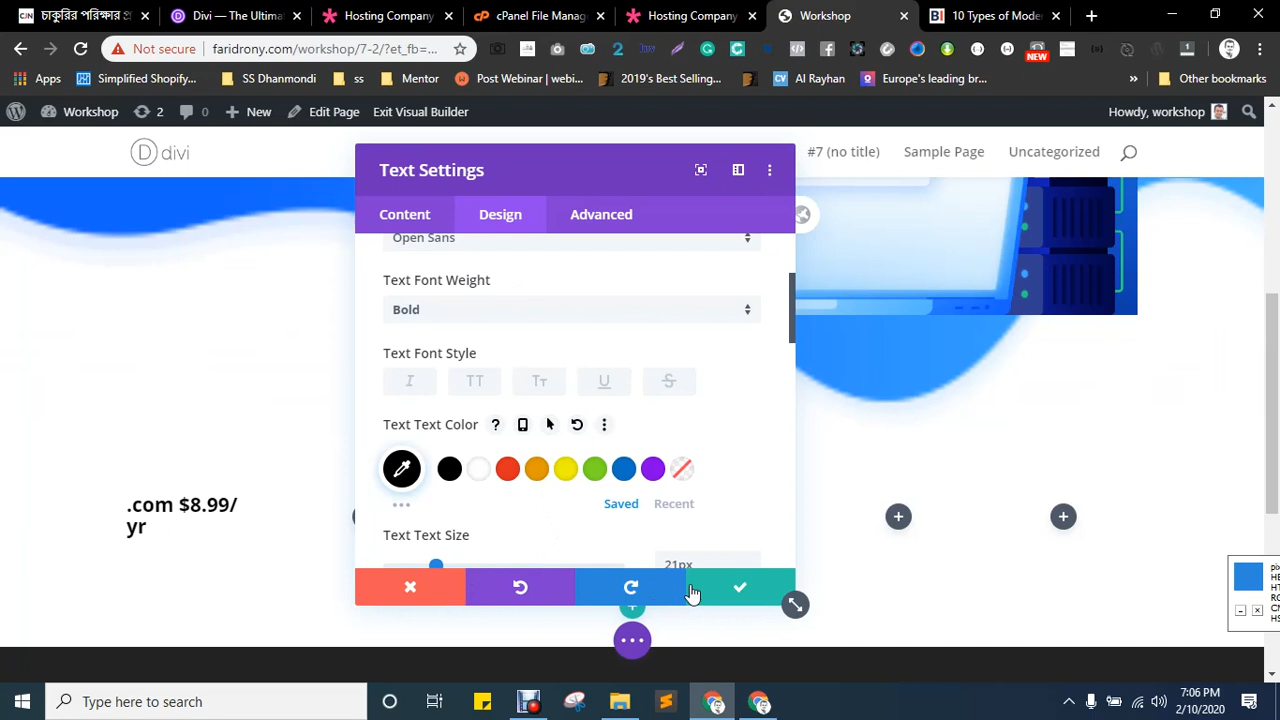 চাকুরির পাশাপাশি প্র
Divi — The Ultima
Hosting Company
cPanel File Manag
Hosting Company
Workshop
10 Types of Moder
Not secure
faridrony.com/workshop/7-2/?et_fb=...
NEW
1
Apps
Simplified Shopify...
SS Dhanmondi
ss
Mentor
Post Webinar | webi...
2019's Best Selling...
Al Rayhan
Europe's leading br...
Other bookmarks
Workshop
2
0
New
Edit Page
Exit Visual Builder
Howdy, workshop
divi
#7 (no title)
Sample Page
Uncategorized
Text Settings
Content
Design
Advanced
Open Sans
Text Font Weight
Bold
Text Font Style
I
TT
Tт
U
S
Text Text Color
Saved
Recent
Text Text Size
21px
.com $8.99/
yr
Type here to search
7:06 PM
2/10/2020